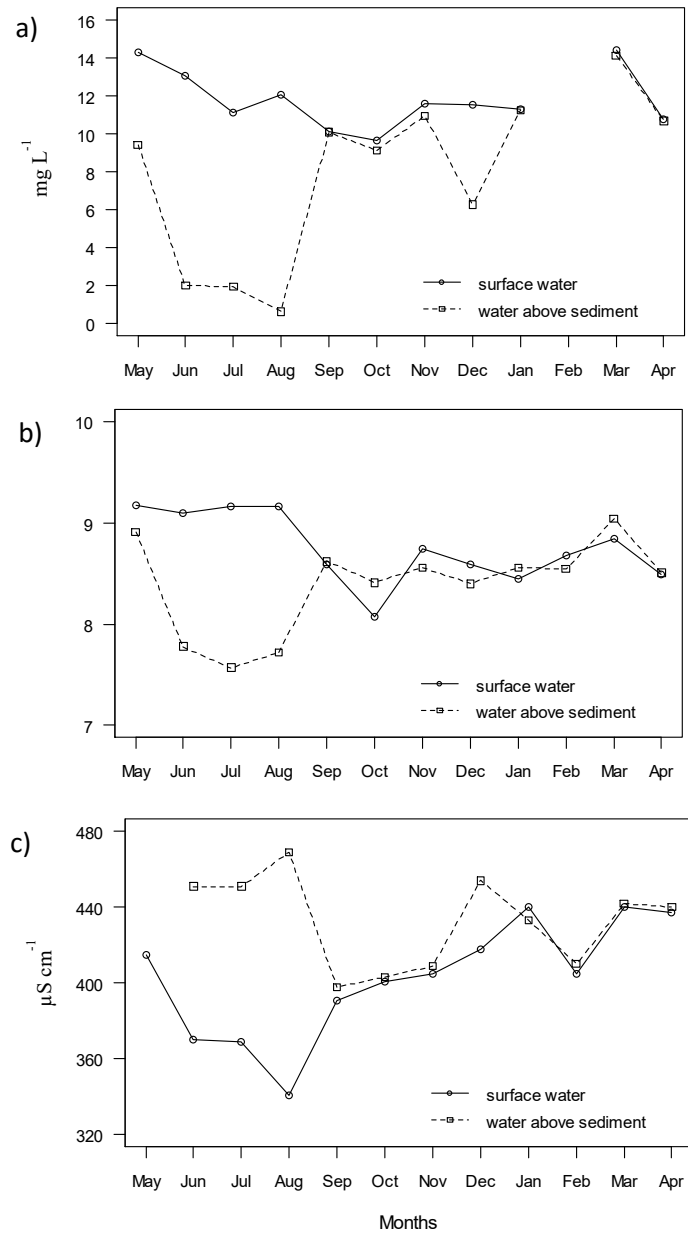 a)
mg L-1
16
14
12
10
8
6
4
2
0
surface water
water above sediment
May Jun Jul Aug Sep Oct Nov Dec Jan Feb Mar Apr
b)
10
9
8
7
surface water
water above sediment
May Jun Jul Aug Sep Oct Nov Dec Jan Feb Mar Apr
c)
µS cm-1
480
440
400
360
320
surface water
water above sediment
May Jun Jul Aug Sep Oct Nov Dec Jan Feb Mar Apr
Months